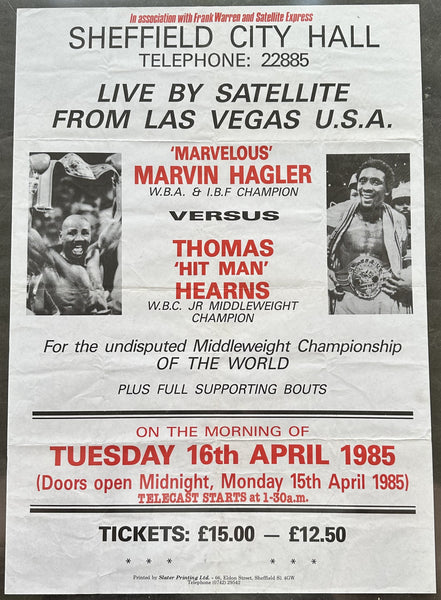 In association with Frank Warren and Satellite Express
SHEFFIELD CITY HALL
TELEPHONE: 22885
LIVE BY SATELLITE
FROM LAS VEGAS U.S.A.
'MARVELOUS'
MARVIN HAGLER
W.B.A. & I.B.F CHAMPION
VERSUS
THOMAS
'HIT MAN'
HEARNS
W.B.C. JR MIDDLEWEIGHT
CHAMPION
For the undisputed Middleweight Championship
OF THE WORLD
PLUS FULL SUPPORTING BOUTS
ON THE MORNING OF
TUESDAY 16th APRIL 1985
(Doors open Midnight, Monday 15th April 1985)
TELECAST STARTS at 1-30a.m.
TICKETS: £15.00 — £12.50
* * * * * *
Printed by Slater Printing Ltd. - 66, Eldon Street, Sheffield S1 4GW
Telephone (0742) 29542